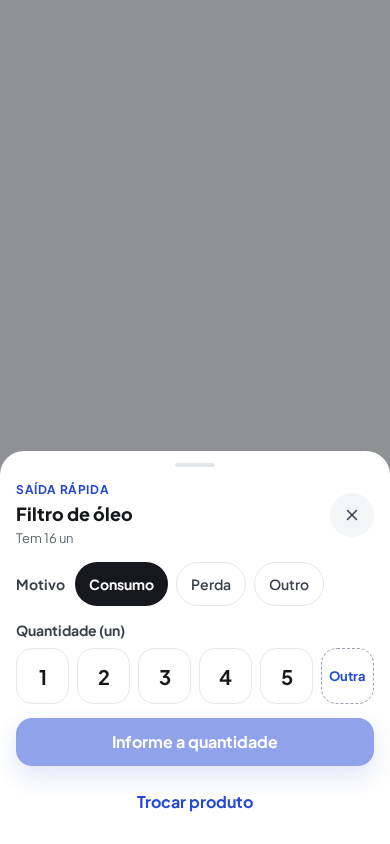 SAÍDA RÁPIDA
Filtro de óleo
Tem 16 un
Motivo Consumo Perda Outro
Quantidade (un)
1 2 3 4 5 Outra
Informe a quantidade
Trocar produto